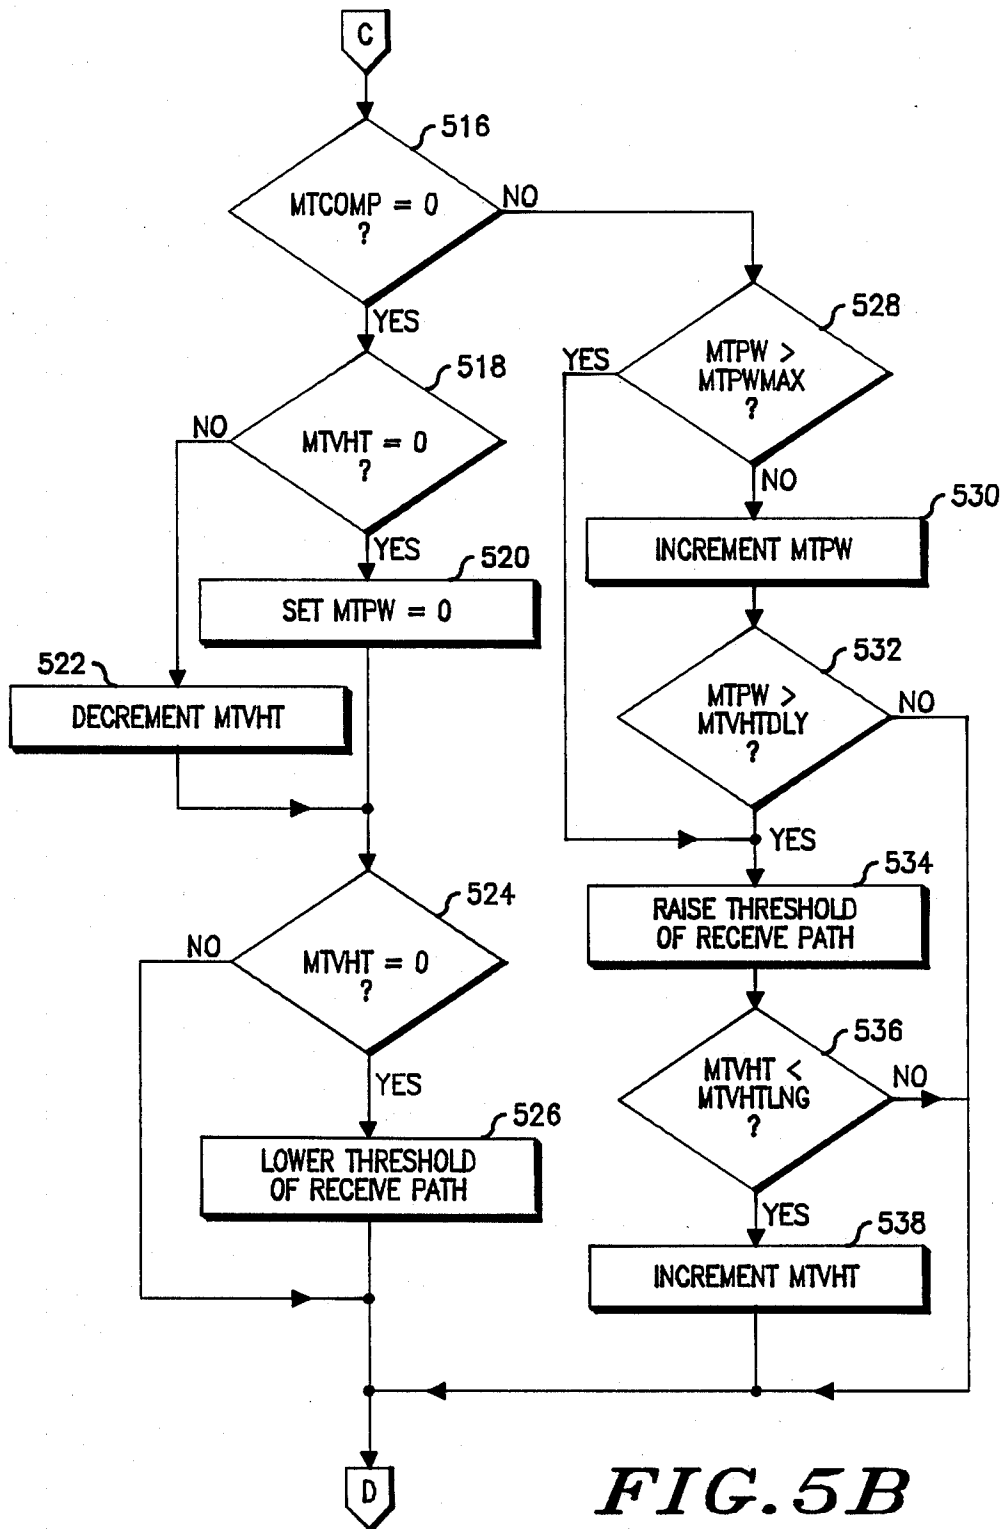 C
516
MTCOMP = 0
?
NO
YES
528
MTPW >
MTPWMAX
?
YES
NO
518
MTVHT = 0
?
NO
YES
530
INCREMENT MTPW
520
SET MTPW = 0
532
MTPW >
MTVHTDLY
?
NO
YES
522
DECREMENT MTVHT
534
RAISE THRESHOLD
OF RECEIVE PATH
524
MTVHT = 0
?
NO
YES
536
MTVHT <
MTVHTLNG
?
NO
YES
526
LOWER THRESHOLD
OF RECEIVE PATH
538
INCREMENT MTVHT
D
FIG.5B